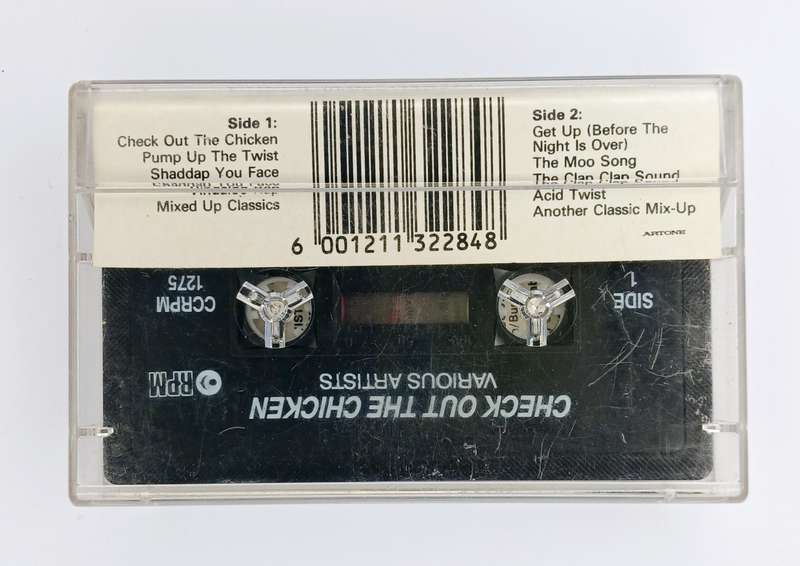 Side 1:
Check Out The Chicken
Pump Up The Twist
Shaddap You Face
Mixed Up Classics
6 001211 322848
Side 2:
Get Up (Before The
Night Is Over)
The Moo Song
The Clap Clap Sound
Acid Twist
Another Classic Mix-Up
ARTONE
CHECK OUT THE CHICKEN
VARIOUS ARTISTS
RPM
SIDE
1
CCRPM
1275